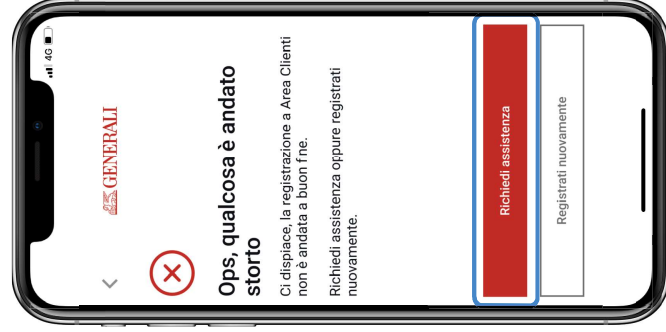 4G
GENERALI
Ops, qualcosa è andato
storto
Ci dispiace, la registrazione a Area Clienti
non è andata a buon fne.
Richiedi assistenza oppure registrati
nuovamente.
Richiedi assistenza
Registrati nuovamente